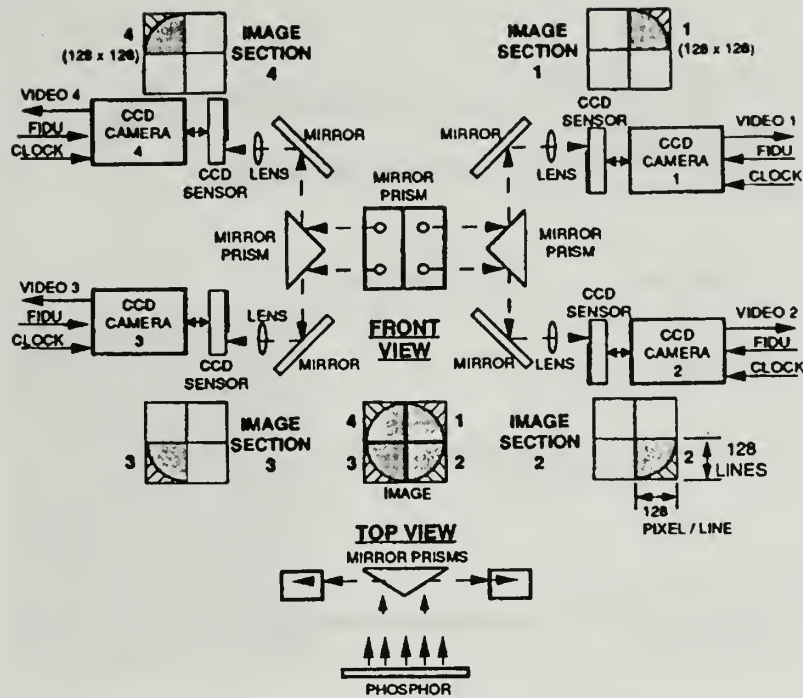 4
(128 x 128)
IMAGE
SECTION
4
IMAGE
SECTION
1
1
(128 x 128)
VIDEO 4
FIDU
CLOCK
CCD
CAMERA
4
CCD
SENSOR
LENS
MIRROR
MIRROR
LENS
CCD
SENSOR
CCD
CAMERA
1
VIDEO 1
FIDU
CLOCK
MIRROR
PRISM
MIRROR
PRISM
MIRROR
PRISM
VIDEO 3
FIDU
CLOCK
CCD
CAMERA
3
CCD
SENSOR
LENS
MIRROR
FRONT
VIEW
MIRROR
LENS
CCD
SENSOR
CCD
CAMERA
2
VIDEO 2
FIDU
CLOCK
3
IMAGE
SECTION
3
4
1
3
2
IMAGE
IMAGE
SECTION
2
2
128
LINES
128
PIXEL / LINE
TOP VIEW
MIRROR PRISMS
PHOSPHOR